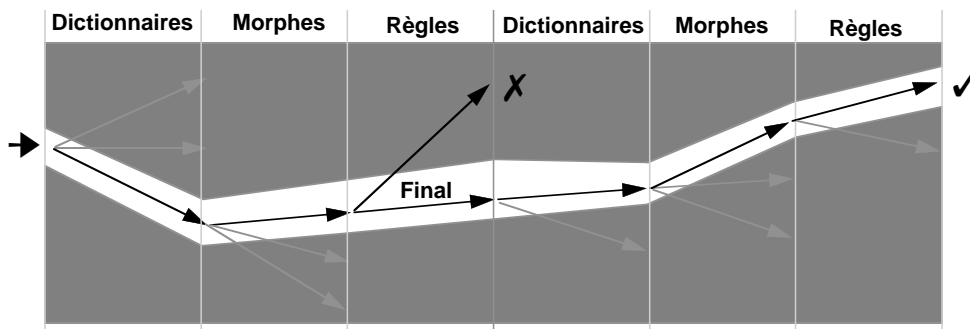 Dictionnaires Morphes Règles Dictionnaires Morphes Règles
✗
✓
Final